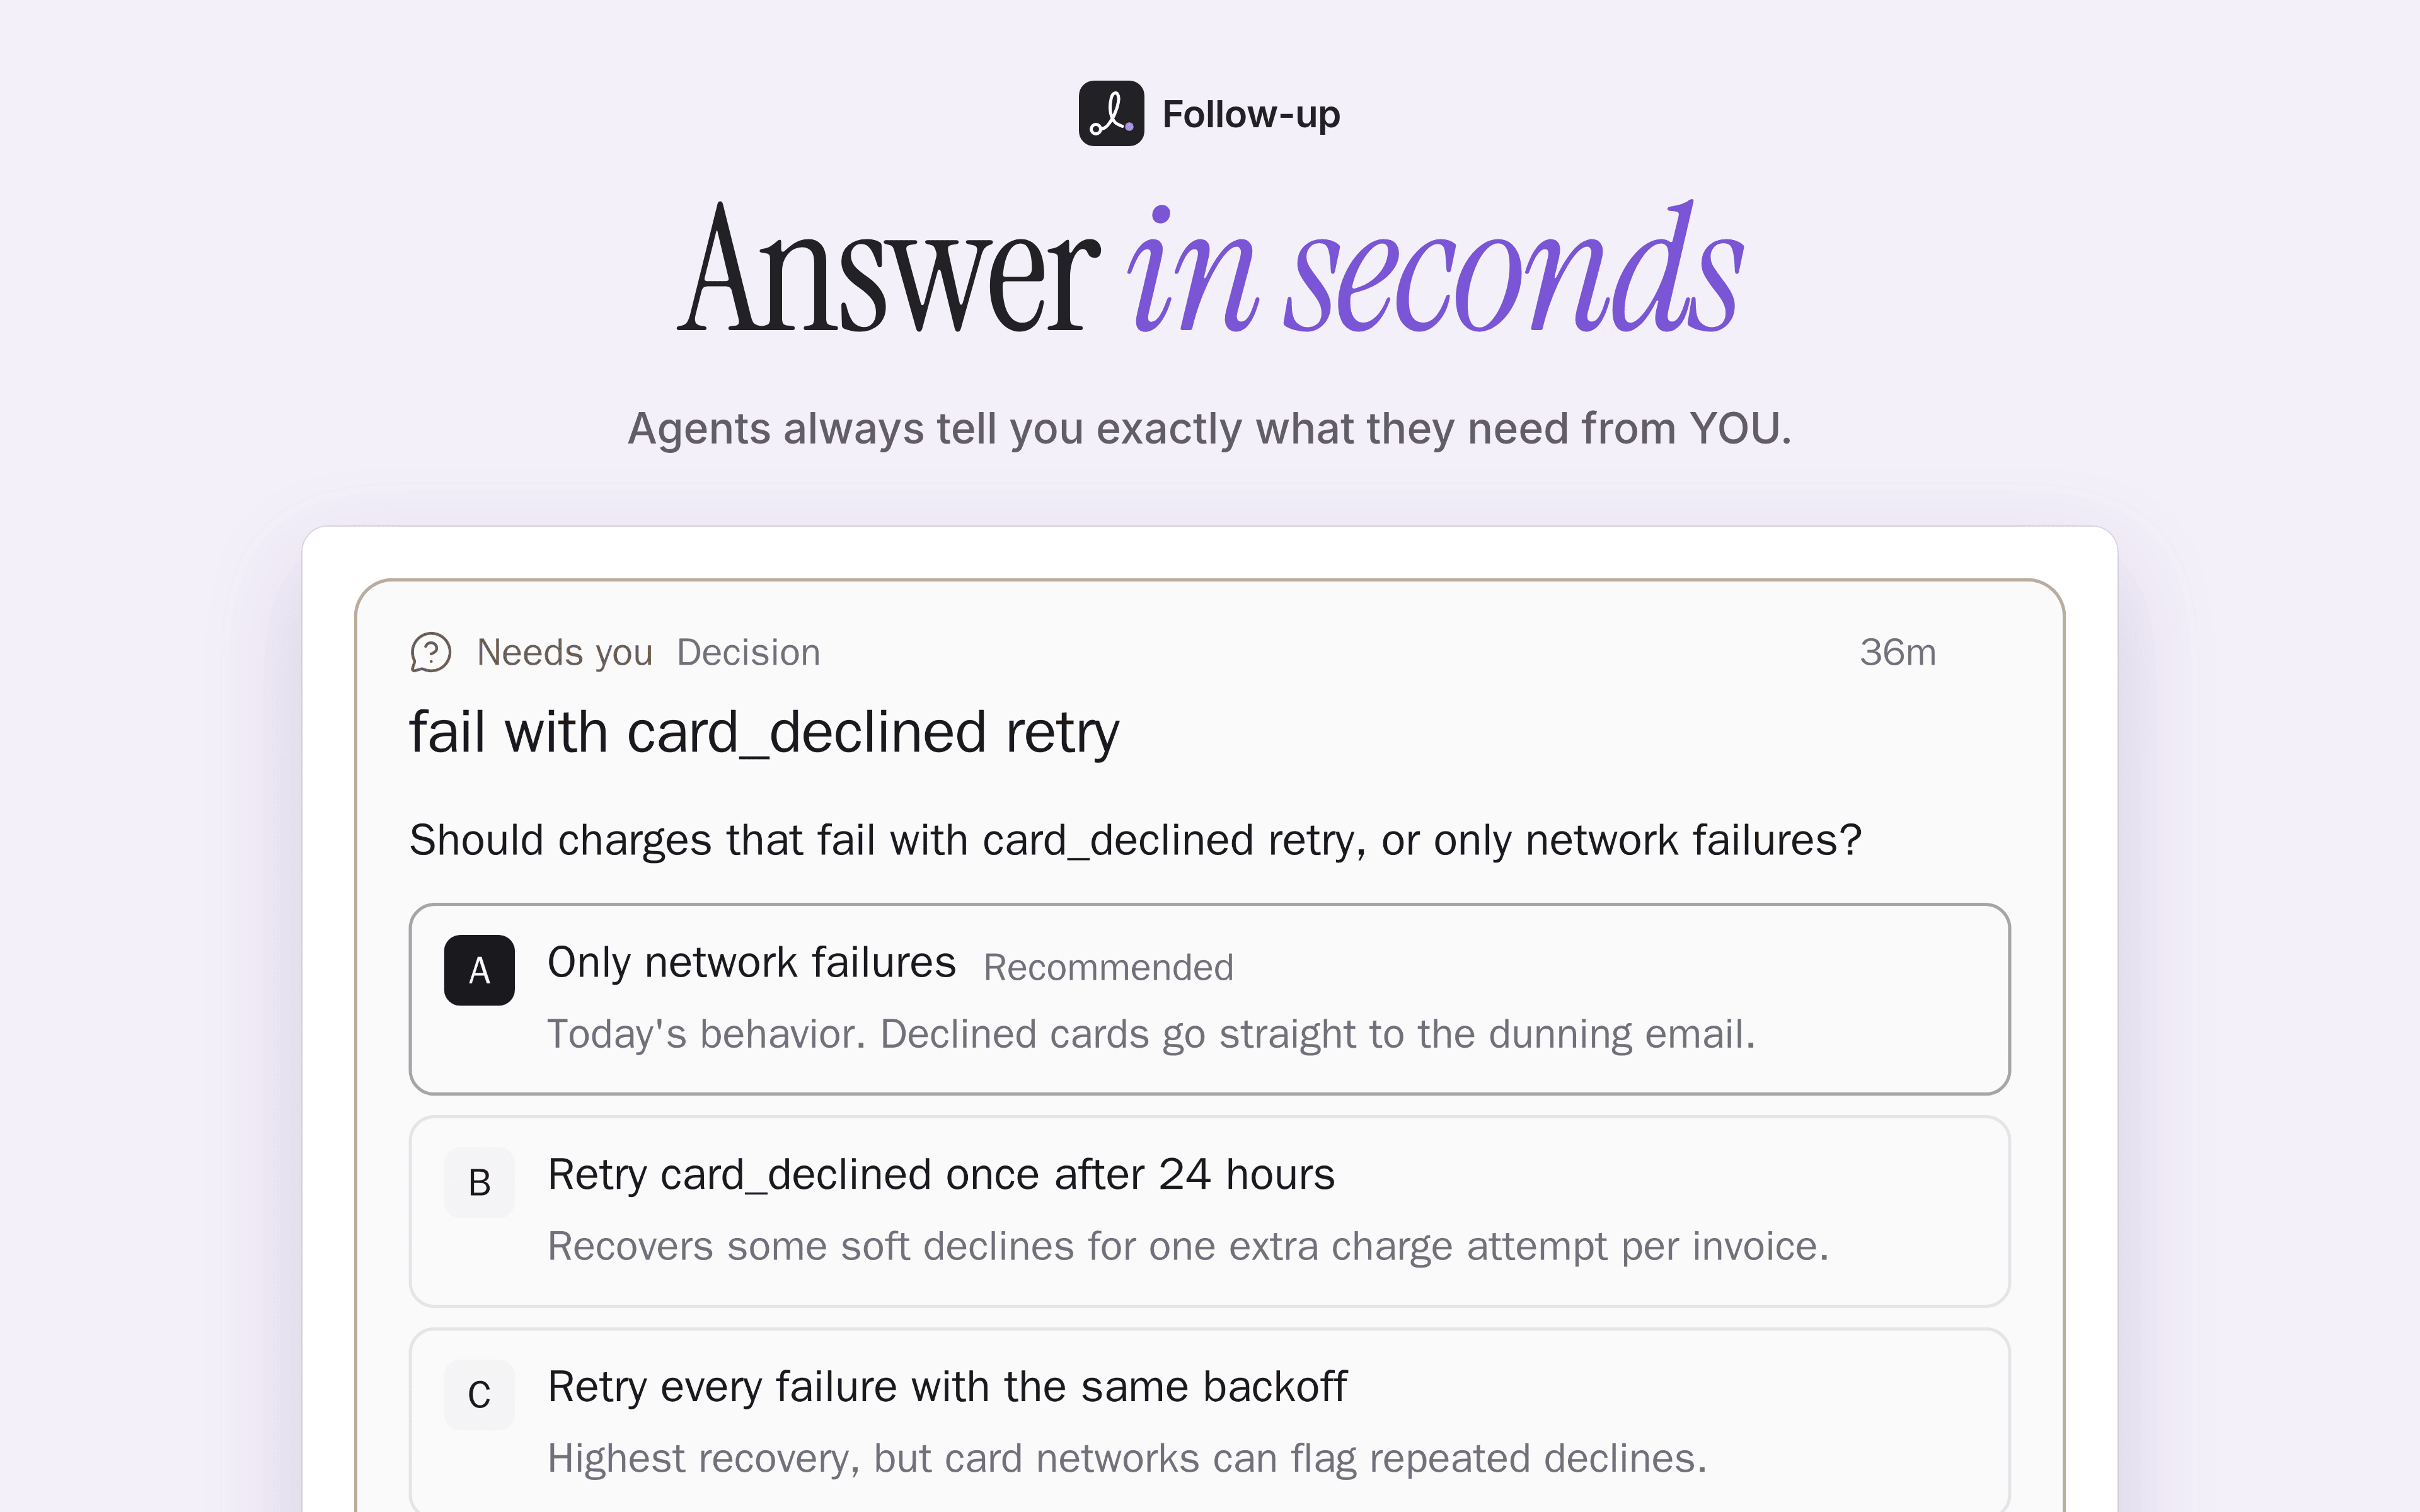 Follow-up
Answer in seconds
Agents always tell you exactly what they need from YOU.
Needs you Decision 36m
fail with card_declined retry
Should charges that fail with card_declined retry, or only network failures?
A Only network failures Recommended
Today's behavior. Declined cards go straight to the dunning email.
B Retry card_declined once after 24 hours
Recovers some soft declines for one extra charge attempt per invoice.
C Retry every failure with the same backoff
Highest recovery, but card networks can flag repeated declines.